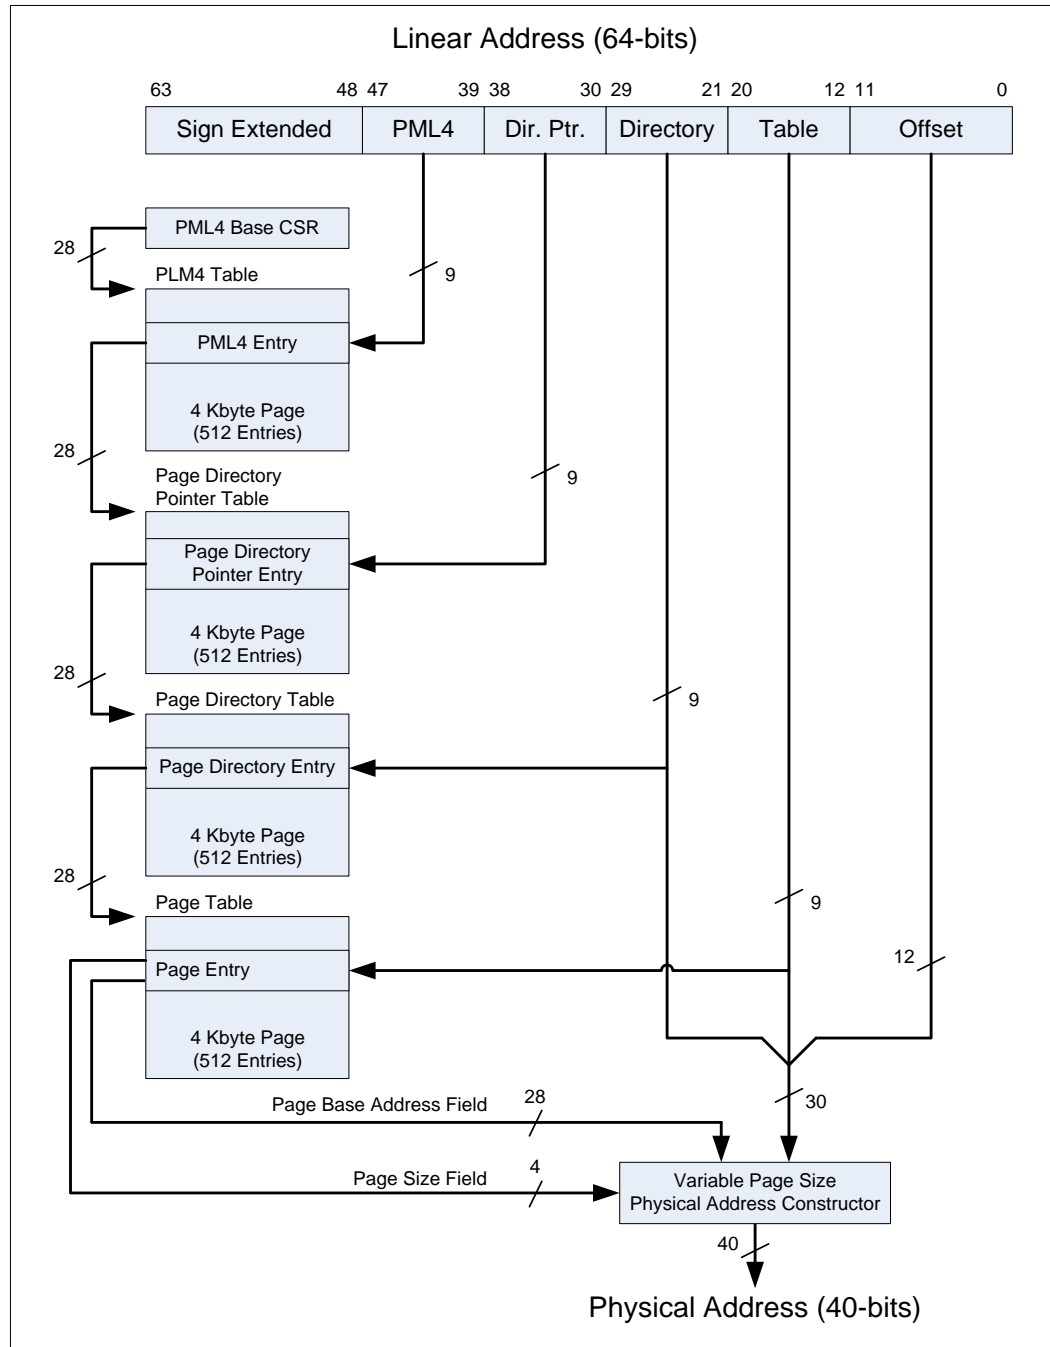 Linear Address (64-bits)
63 48 47 39 38 30 29 21 20 12 11 0
Sign Extended PML4 Dir. Ptr. Directory Table Offset
PML4 Base CSR
28
PLM4 Table
9
PML4 Entry
4 Kbyte Page
(512 Entries)
28
Page Directory
Pointer Table
9
Page Directory
Pointer Entry
4 Kbyte Page
(512 Entries)
28
Page Directory Table
9
Page Directory Entry
4 Kbyte Page
(512 Entries)
28
Page Table
9
Page Entry
12
4 Kbyte Page
(512 Entries)
Page Base Address Field 28
30
Page Size Field 4
Variable Page Size
Physical Address Constructor
40
Physical Address (40-bits)